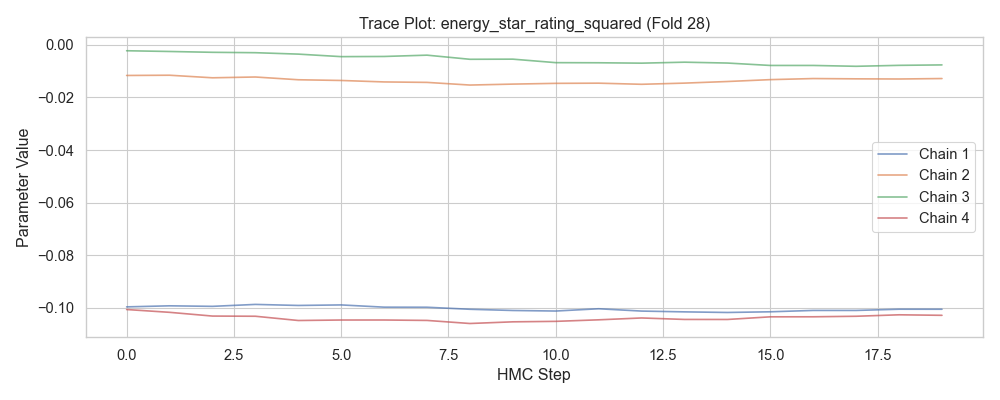 Trace Plot: energy_star_rating_squared (Fold 28)
Parameter Value
0.00
−0.02
−0.04
−0.06
−0.08
−0.10
Chain 1
Chain 2
Chain 3
Chain 4
0.0 2.5 5.0 7.5 10.0 12.5 15.0 17.5
HMC Step